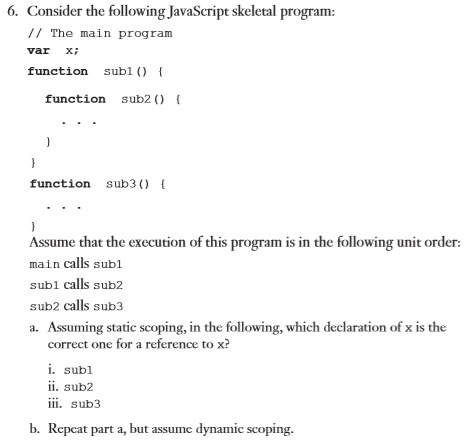 6. Consider the following JavaScript skeletal program:
// The main program
var x;
function sub1() {
function sub2() {
. . .
}
}
function sub3() {
. . .
}
Assume that the execution of this program is in the following unit order:
main calls sub1
sub1 calls sub2
sub2 calls sub3
a. Assuming static scoping, in the following, which declaration of x is the
correct one for a reference to x?
i. sub1
ii. sub2
iii. sub3
b. Repeat part a, but assume dynamic scoping.